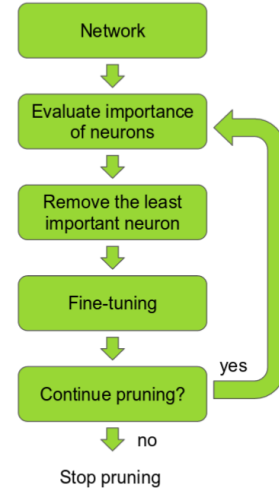 Network
Evaluate importance
of neurons
Remove the least
important neuron
Fine-tuning
yes
Continue pruning?
no
Stop pruning